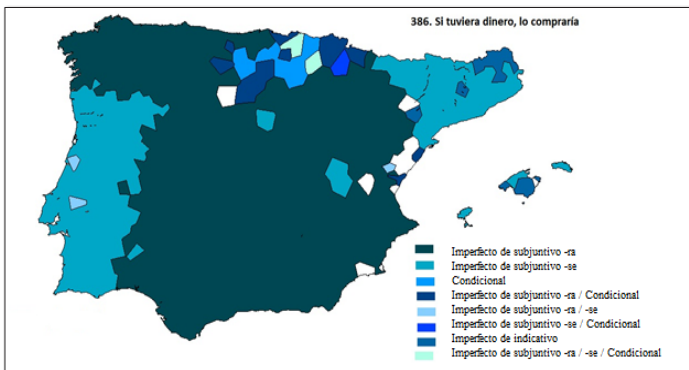 386. Si tuviera dinero, lo compraría
Imperfecto de subjuntivo -ra
Imperfecto de subjuntivo -se
Condicional
Imperfecto de subjuntivo -ra / Condicional
Imperfecto de subjuntivo -ra / -se
Imperfecto de subjuntivo -se / Condicional
Imperfecto de indicativo
Imperfecto de subjuntivo -ra / -se / Condicional